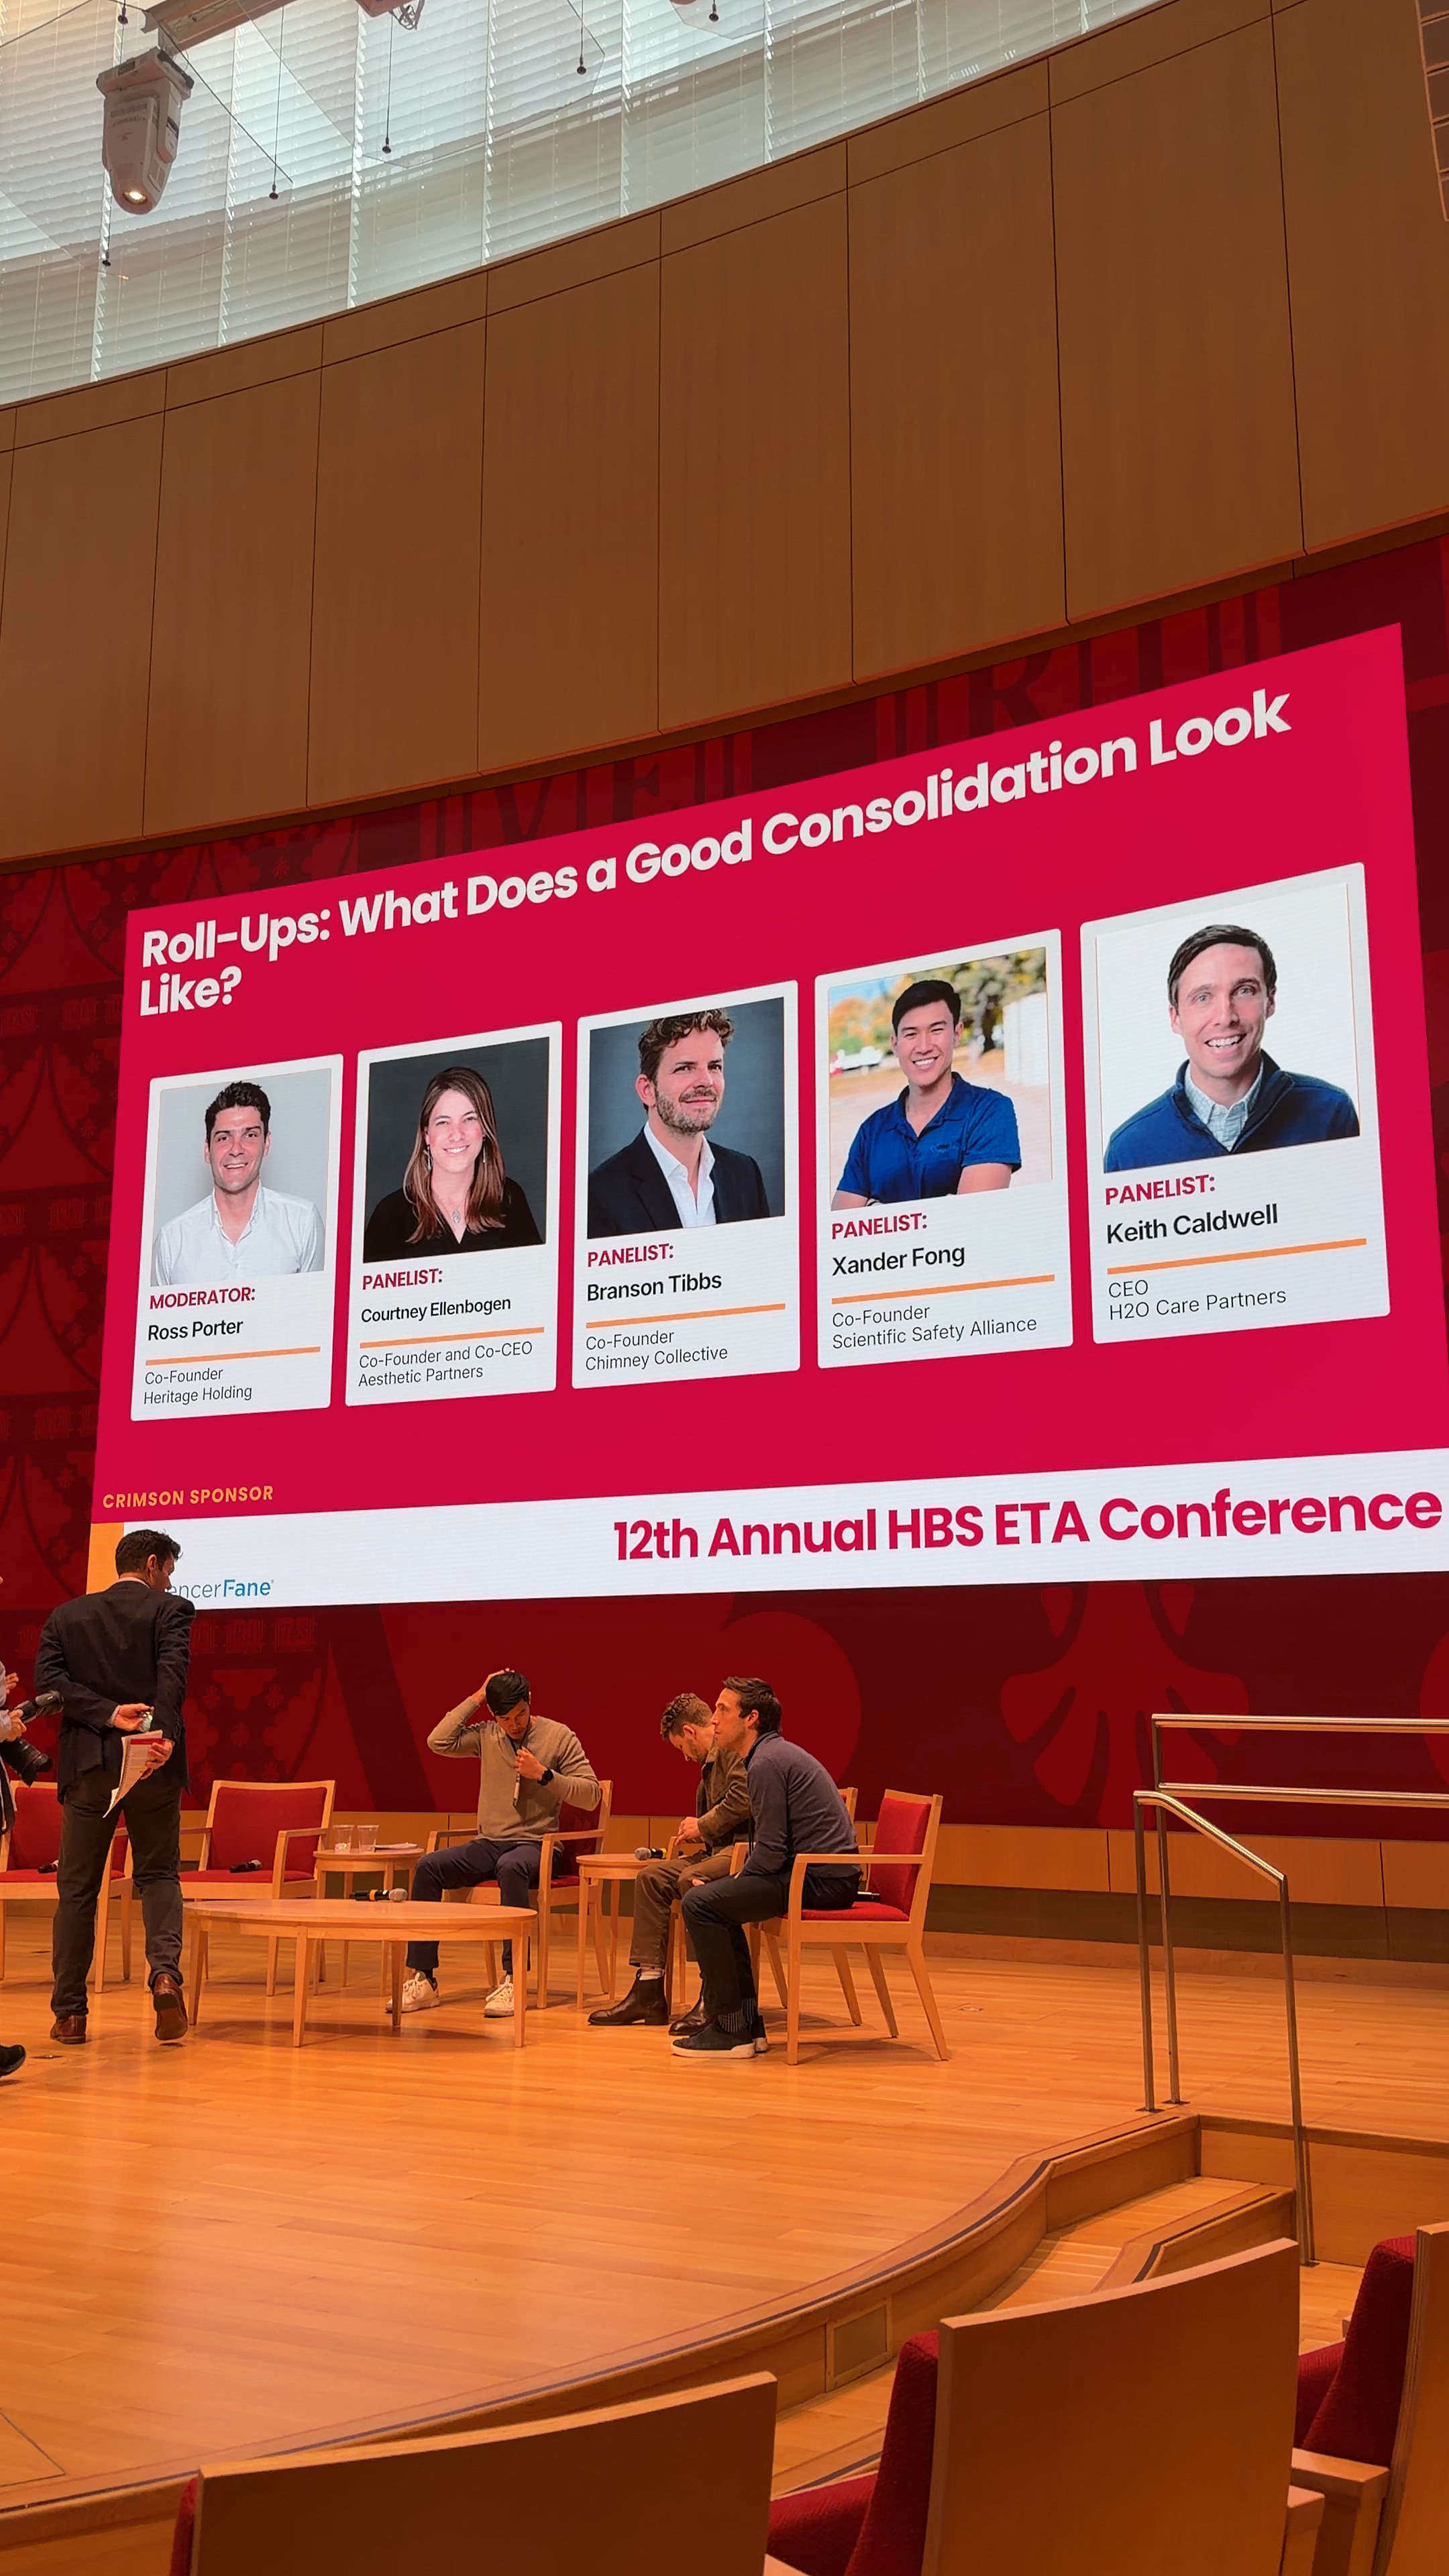 Roll-Ups: What Does a Good Consolidation Look
Like?
MODERATOR:
Ross Porter
Co-Founder
Heritage Holding
PANELIST:
Courtney Ellenbogen
Co-Founder and Co-CEO
Aesthetic Partners
PANELIST:
Branson Tibbs
Co-Founder
Chimney Collective
PANELIST:
Xander Fong
Co-Founder
Scientific Safety Alliance
PANELIST:
Keith Caldwell
CEO
H2O Care Partners
CRIMSON SPONSOR
12th Annual HBS ETA Conference
encerFane